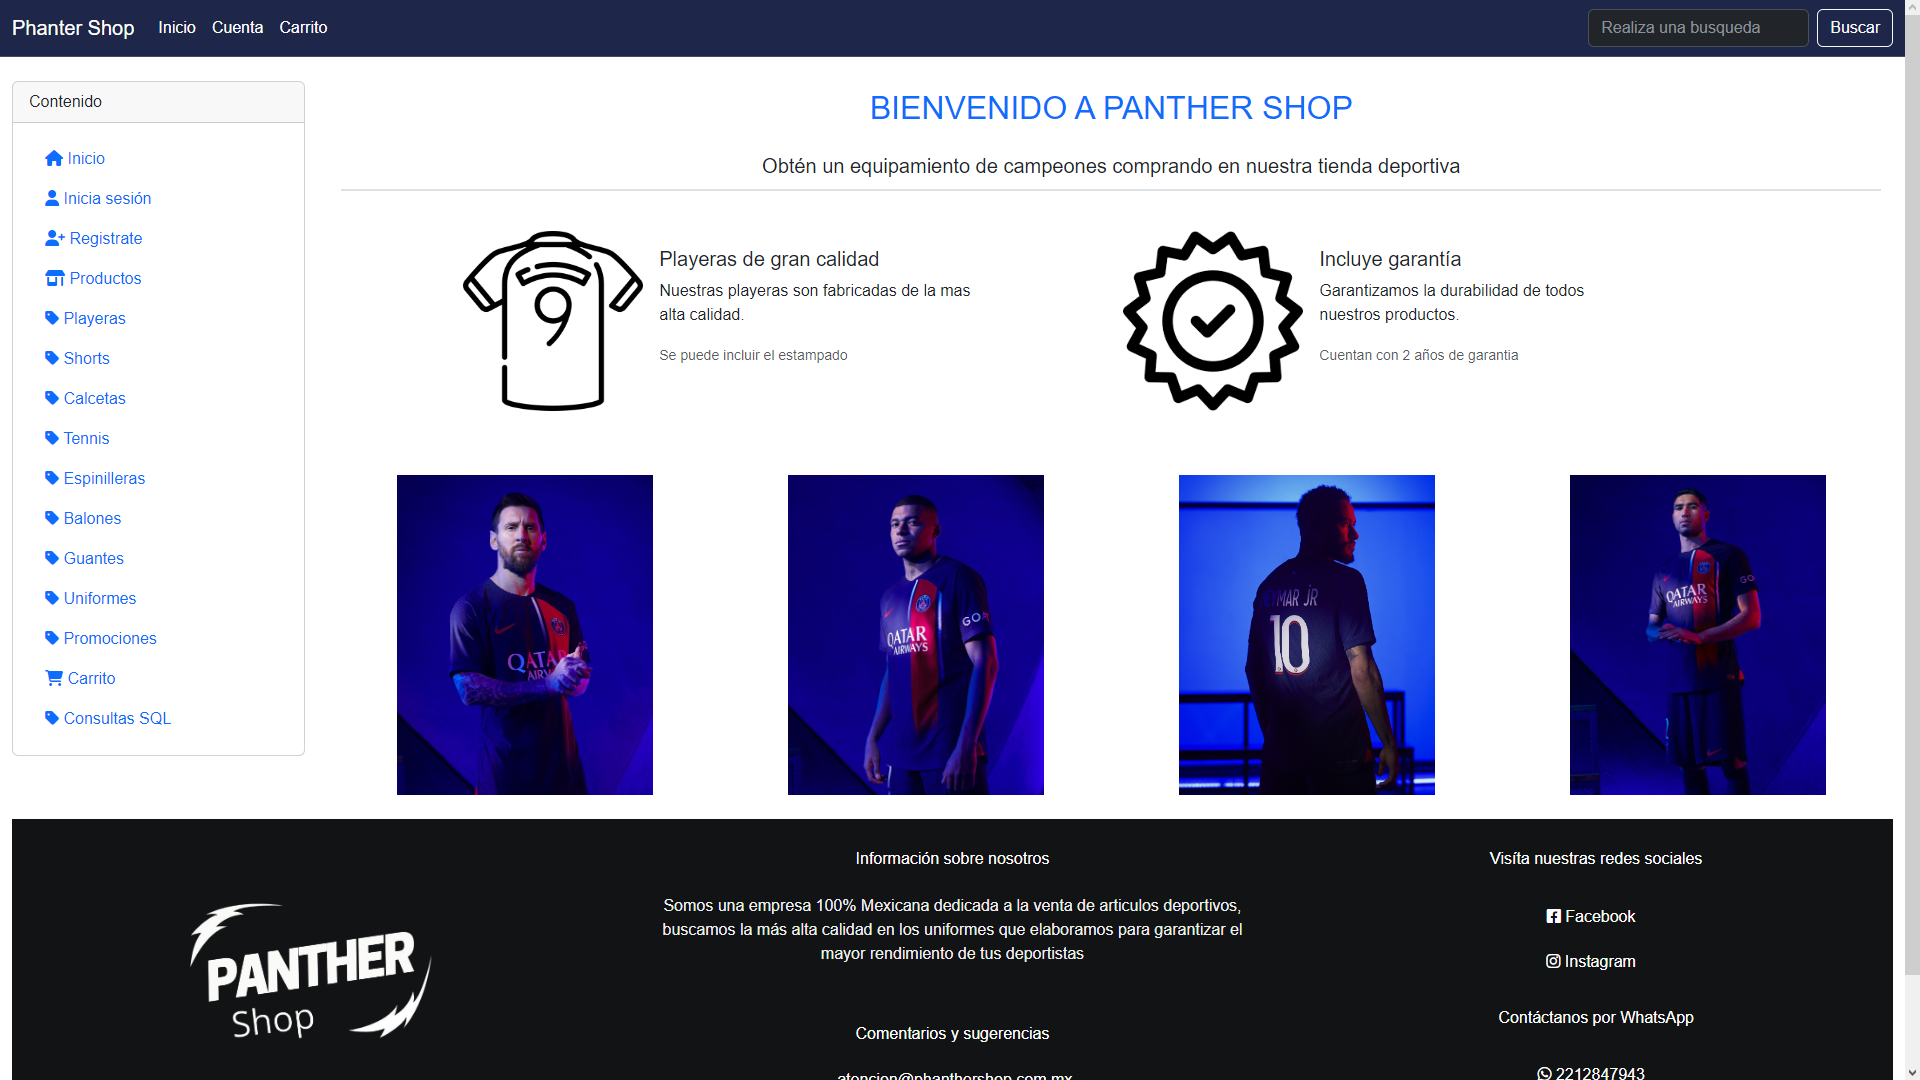 Phanter Shop Inicio Cuenta Carrito Realiza una busqueda Buscar
Contenido
Inicio
Inicia sesión
Registrate
Productos
Playeras
Shorts
Calcetas
Tennis
Espinilleras
Balones
Guantes
Uniformes
Promociones
Carrito
Consultas SQL
BIENVENIDO A PANTHER SHOP
Obtén un equipamiento de campeones comprando en nuestra tienda deportiva
9
Playeras de gran calidad
Nuestras playeras son fabricadas de la mas
alta calidad.
Se puede incluir el estampado
Incluye garantía
Garantizamos la durabilidad de todos
nuestros productos.
Cuentan con 2 años de garantia
QATAR
AIRWAYS
GO
JR
10
QATAR
AIRWAYS
GO
PANTHER
Shop
Información sobre nosotros
Somos una empresa 100% Mexicana dedicada a la venta de articulos deportivos,
buscamos la más alta calidad en los uniformes que elaboramos para garantizar el
mayor rendimiento de tus deportistas
Comentarios y sugerencias
atencion@phanthershop.com.mx
Visíta nuestras redes sociales
Facebook
Instagram
Contáctanos por WhatsApp
2212847943